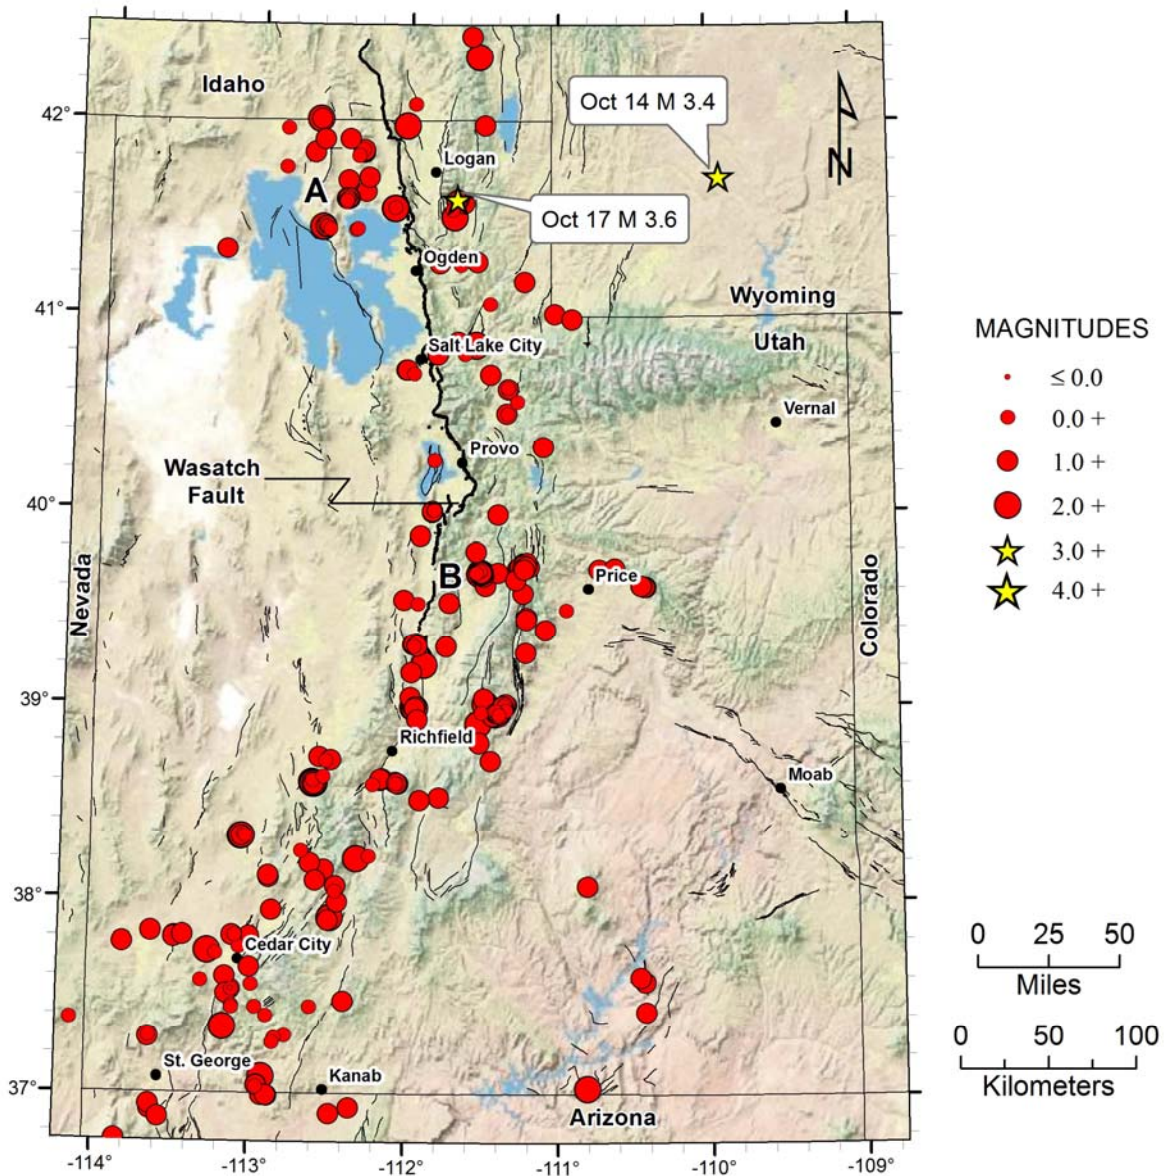 Idaho
Oct 14 M 3.4
42°
N
Logan
A
Oct 17 M 3.6
Ogden
Wyoming
41°
Utah
Salt Lake City
Vernal
Provo
Wasatch
Fault
40°
Nevada
B
Price
Colorado
39°
Richfield
Moab
38°
Cedar City
St. George
Kanab
37°
Arizona
-114°
-113°
-112°
-111°
-110°
-109°
MAGNITUDES
≤ 0.0
0.0 +
1.0 +
2.0 +
3.0 +
4.0 +
0 25 50
Miles
0 50 100
Kilometers